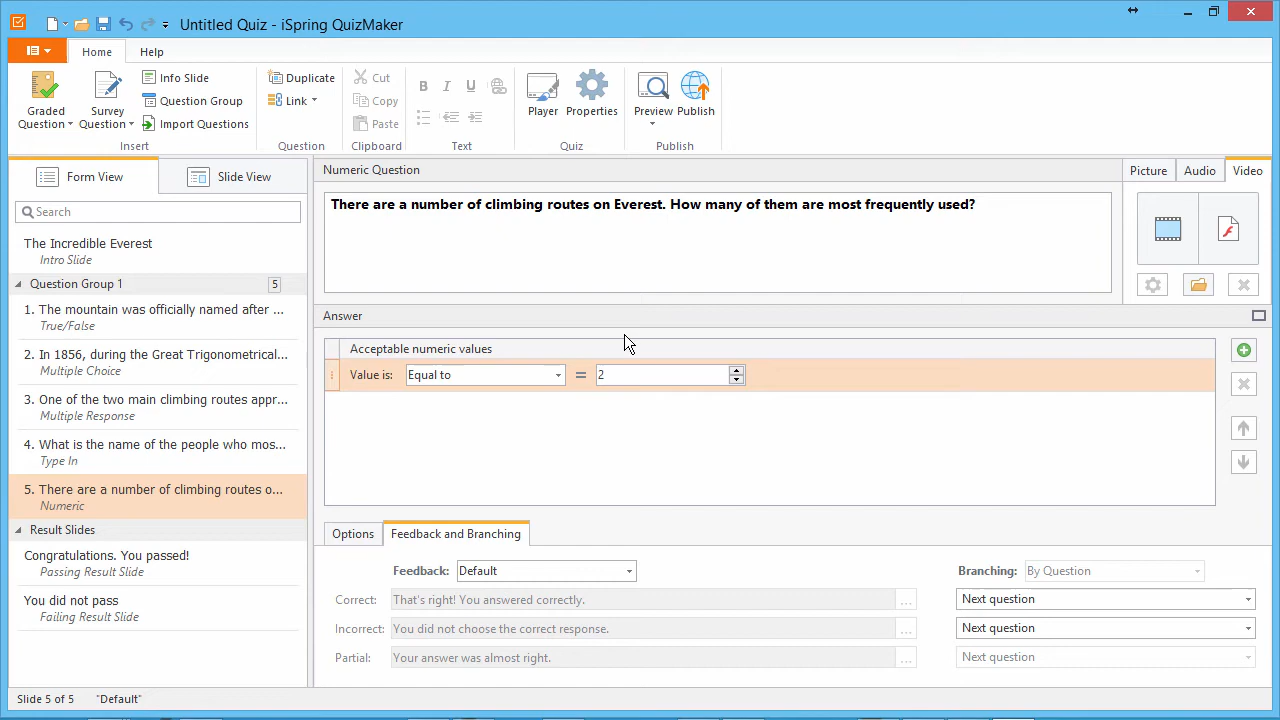 Untitled Quiz - iSpring QuizMaker
Home
Help
Graded
Question
Survey
Question
Info Slide
Question Group
Import Questions
Insert
Duplicate
Link
Question
Cut
Copy
Paste
Clipboard
B I U
Text
Player
Properties
Quiz
Preview
Publish
Publish
Form View
Slide View
Search
The Incredible Everest
Intro Slide
Question Group 1
5
1. The mountain was officially named after ...
True/False
2. In 1856, during the Great Trigonometrical...
Multiple Choice
3. One of the two main climbing routes appr...
Multiple Response
4. What is the name of the people who mos...
Type In
5. There are a number of climbing routes o...
Numeric
Result Slides
Congratulations. You passed!
Passing Result Slide
You did not pass
Failing Result Slide
Numeric Question
There are a number of climbing routes on Everest. How many of them are most frequently used?
Picture
Audio
Video
Answer
Acceptable numeric values
Value is:
Equal to
=
2
Options
Feedback and Branching
Feedback:
Default
Branching:
By Question
Correct:
That's right! You answered correctly.
...
Next question
Incorrect:
You did not choose the correct response.
...
Next question
Partial:
Your answer was almost right.
...
Next question
Slide 5 of 5
"Default"